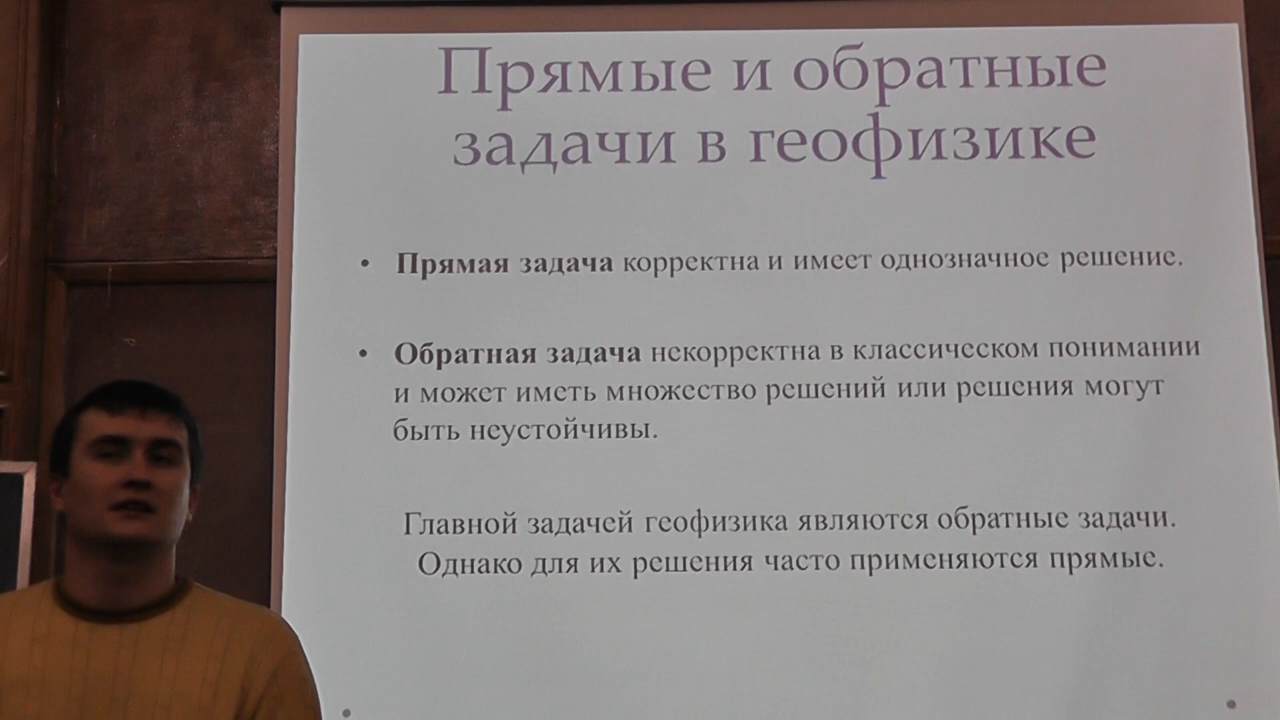 Прямые и обратные
задачи в геофизике
• Прямая задача корректна и имеет однозначное решение.
• Обратная задача некорректна в классическом понимании
и может иметь множество решений или решения могут
быть неустойчивы.
Главной задачей геофизика являются обратные задачи.
Однако для их решения часто применяются прямые.